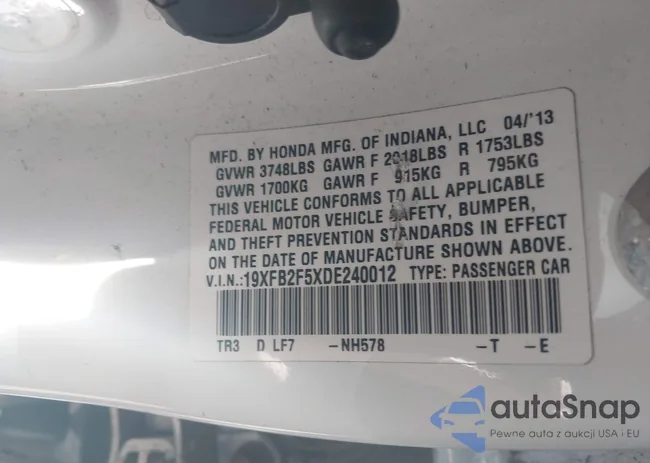 MFD. BY HONDA MFG. OF INDIANA, LLC 04/'13
GVWR 3748LBS GAWR F 2018LBS R 1753LBS
GVWR 1700KG GAWR F 915KG R 795KG
THIS VEHICLE CONFORMS TO ALL APPLICABLE
FEDERAL MOTOR VEHICLE SAFETY, BUMPER,
AND THEFT PREVENTION STANDARDS IN EFFECT
ON THE DATE OF MANUFACTURE SHOWN ABOVE.
V.I.N.:19XFB2F5XDE240012 TYPE: PASSENGER CAR
TR3 D LF7 -NH578 -T -E
autaSnap
Pewne auta z aukcji USA i EU